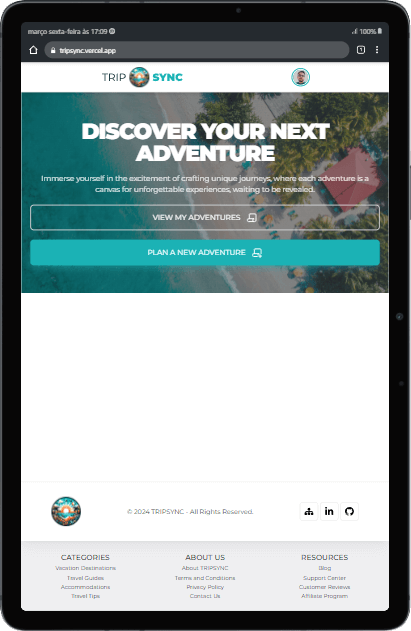 março sexta-feira às 17:09
100%
tripsync.vercel.app
1
TRIP SYNC
DISCOVER YOUR NEXT
ADVENTURE
Immerse yourself in the excitement of crafting unique journeys, where each adventure is a
canvas for unforgettable experiences, waiting to be revealed.
VIEW MY ADVENTURES
PLAN A NEW ADVENTURE
© 2024 TRIPSYNC - All Rights Reserved.
in
CATEGORIES
Vacation Destinations
Travel Guides
Accommodations
Travel Tips
ABOUT US
About TRIPSYNC
Terms and Conditions
Privacy Policy
Contact Us
RESOURCES
Blog
Support Center
Customer Reviews
Affiliate Program